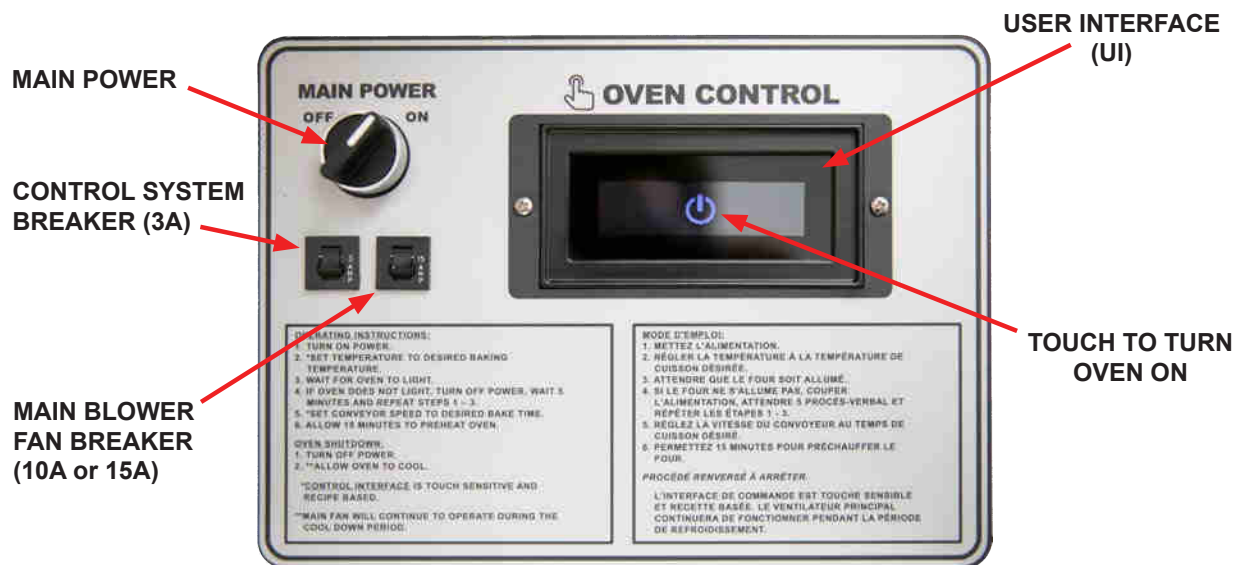 USER INTERFACE
(UI)
MAIN POWER
MAIN POWER
OFF
ON
OVEN CONTROL
CONTROL SYSTEM
BREAKER (3A)
TOUCH TO TURN
OVEN ON
MAIN BLOWER
FAN BREAKER
(10A or 15A)
OPERATING INSTRUCTIONS:
1. TURN ON POWER.
2. *SET TEMPERATURE TO DESIRED BAKING
TEMPERATURE.
3. WAIT FOR OVEN TO LIGHT.
4. IF OVEN DOES NOT LIGHT, TURN OFF POWER, WAIT 5
MINUTES AND REPEAT STEPS 1 - 3.
5. *SET CONVEYOR SPEED TO DESIRED BAKE TIME.
6. ALLOW 15 MINUTES TO PREHEAT OVEN.
OVEN SHUTDOWN:
1. TURN OFF POWER.
2. **ALLOW OVEN TO COOL.
*CONTROL INTERFACE IS TOUCH SENSITIVE AND
RECIPE BASED.
**MAIN FAN WILL CONTINUE TO OPERATE DURING THE
COOL DOWN PERIOD.
MODE D'EMPLOI:
1. METTEZ L'ALIMENTATION.
2. RÉGLER LA TEMPÉRATURE À LA TEMPÉRATURE DE
CUISSON DÉSIRÉE.
3. ATTENDRE QUE LE FOUR SOIT ALLUMÉ.
4. SI LE FOUR NE S'ALLUME PAS, COUPER
L'ALIMENTATION, ATTENDRE 5 PROCÈS-VERBAL ET
RÉPÉTER LES ÉTAPES 1 - 3.
5. RÉGLEZ LA VITESSE DU CONVOYEUR AU TEMPS DE
CUISSON DÉSIRÉ.
6. PERMETTEZ 15 MINUTES POUR PRÉCHAUFFER LE
FOUR.
PROCÉDÉ RENVERSÉ À ARRÊTER.
L'INTERFACE DE COMMANDE EST TOUCHE SENSIBLE
ET RECETTE BASÉE. LE VENTILATEUR PRINCIPAL
CONTINUERA DE FONCTIONNER PENDANT LA PÉRIODE
DE REFROIDISSEMENT.